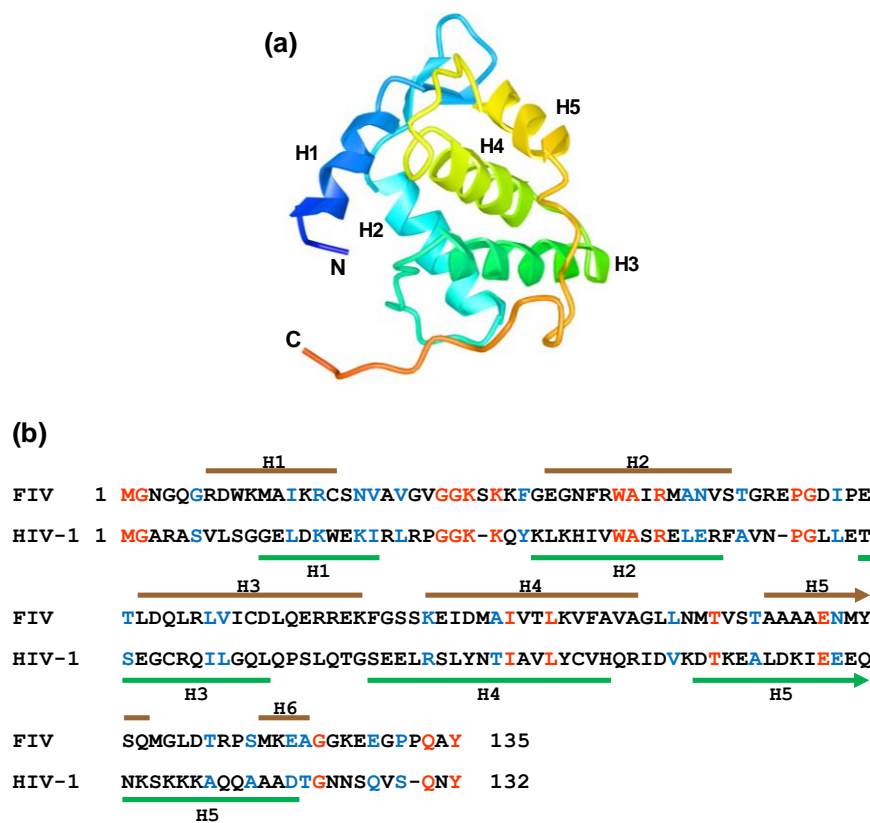 (a)
H5
H4
H1
H2
N
H3
C
(b)
H1 H2
FIV 1 MGNGQGRDWKMAIKRCSNVAVGVGGKSKKFGEGNFRWAIRMANVSTGREPGDIPE
HIV-1 1 MGARASVLSGGELDKWEKIRLRPGGK-KQYKLKHIVWASRELERFAVN-PGLLET
H1 H2
H3 H4 H5
FIV TLDQLRLVICDLQERREKFGSSKEIDMAIVTLKVFAVAGLLNMTVSTAAAAENMY
HIV-1 SEGCRQILGQLQPSLQTGSEELRSLYNTIAVLYCVHQRIDVKDTKEALDKIEEEQ
H3 H4 H5
H6
FIV SQMGLDTRPSMKEAGGKEEGPPQAY 135
HIV-1 NKSKKKAQQAAADTGNNSQVS-QNY 132
H5